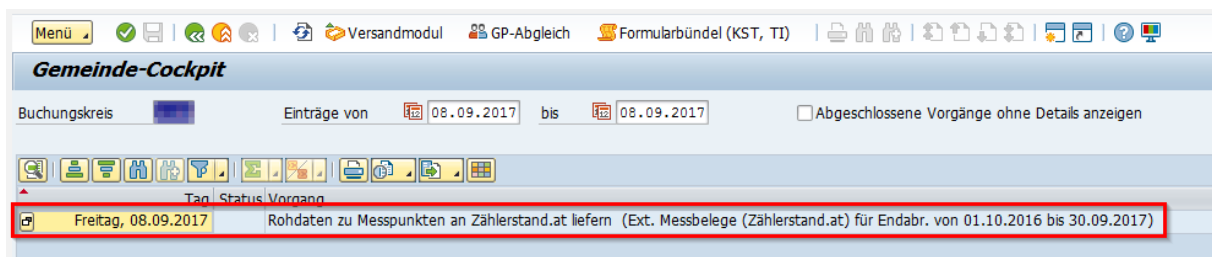 Menü Versandmodul GP-Abgleich Formularbündel (KST, TI)
Gemeinde-Cockpit
Buchungskreis Einträge von 08.09.2017 bis 08.09.2017 Abgeschlossene Vorgänge ohne Details anzeigen
Tag Status Vorgang
Freitag, 08.09.2017 Rohdaten zu Messpunkten an Zählerstand.at liefern (Ext. Messbelege (Zählerstand.at) für Endabr. von 01.10.2016 bis 30.09.2017)